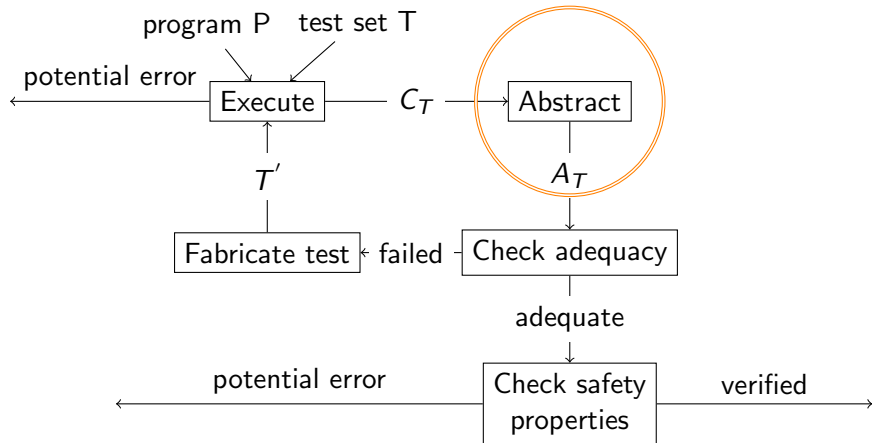 program P
test set T
potential error
Execute
C_T
Abstract
T′
A_T
Fabricate test
failed
Check adequacy
adequate
potential error
Check safety
properties
verified